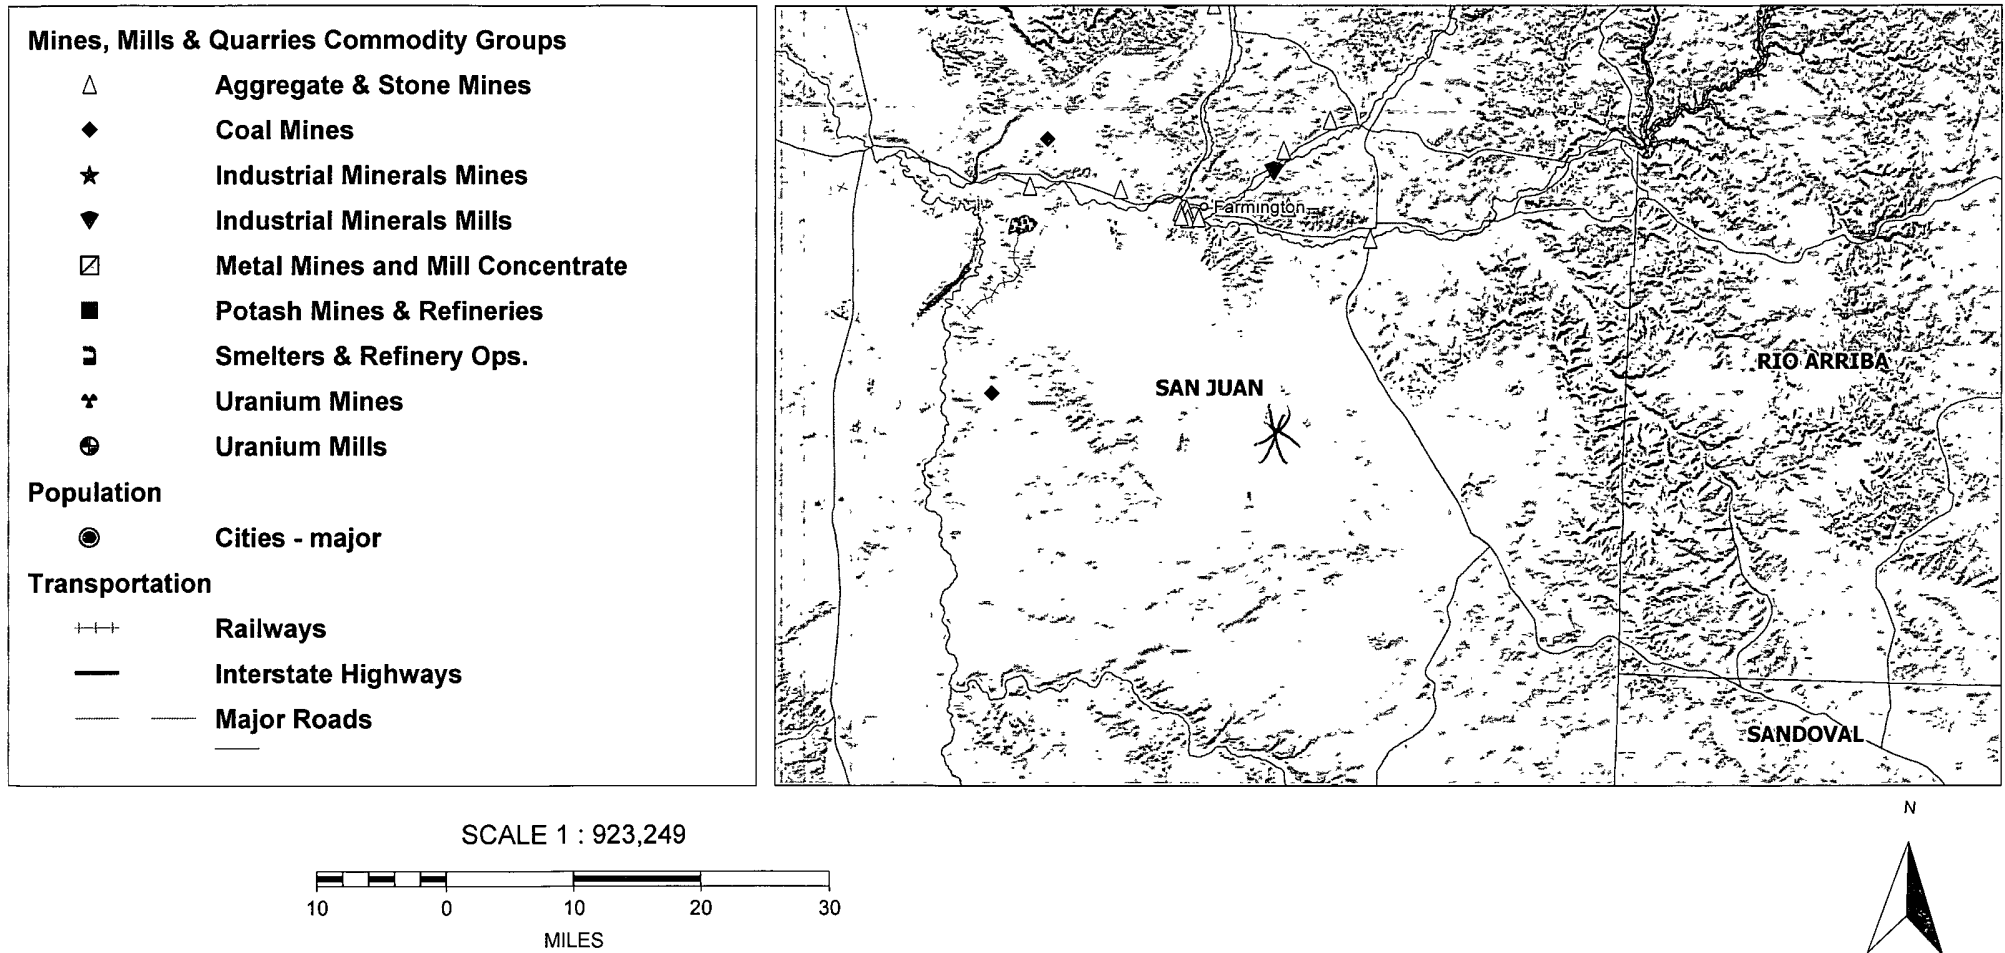 Mines, Mills & Quarries Commodity Groups
Aggregate & Stone Mines
Coal Mines
Industrial Minerals Mines
Industrial Minerals Mills
Metal Mines and Mill Concentrate
Potash Mines & Refineries
Smelters & Refinery Ops.
Uranium Mines
Uranium Mills
Population
Cities - major
Transportation
Railways
Interstate Highways
Major Roads
Farmington
RIO ARRIBA
SAN JUAN
SANDOVAL
SCALE 1 : 923,249
10 0 10 20 30
MILES
N